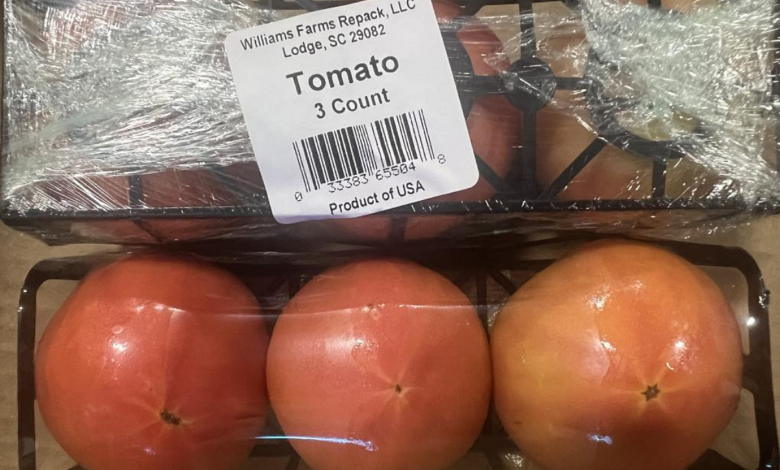 Williams Farms Repack, LLC
Lodge, SC 29082
Tomato
3 Count
0 33383 65504 8
Product of USA